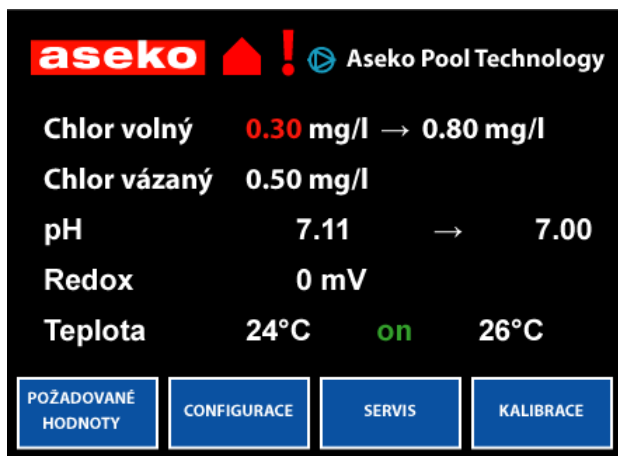 aseko ! Aseko Pool Technology
Chlor volný 0.30 mg/l → 0.80 mg/l
Chlor vázaný 0.50 mg/l
pH 7.11 → 7.00
Redox 0 mV
Teplota 24°C on 26°C
POŽADOVANÉ
HODNOTY
CONFIGURACE
SERVIS
KALIBRACE